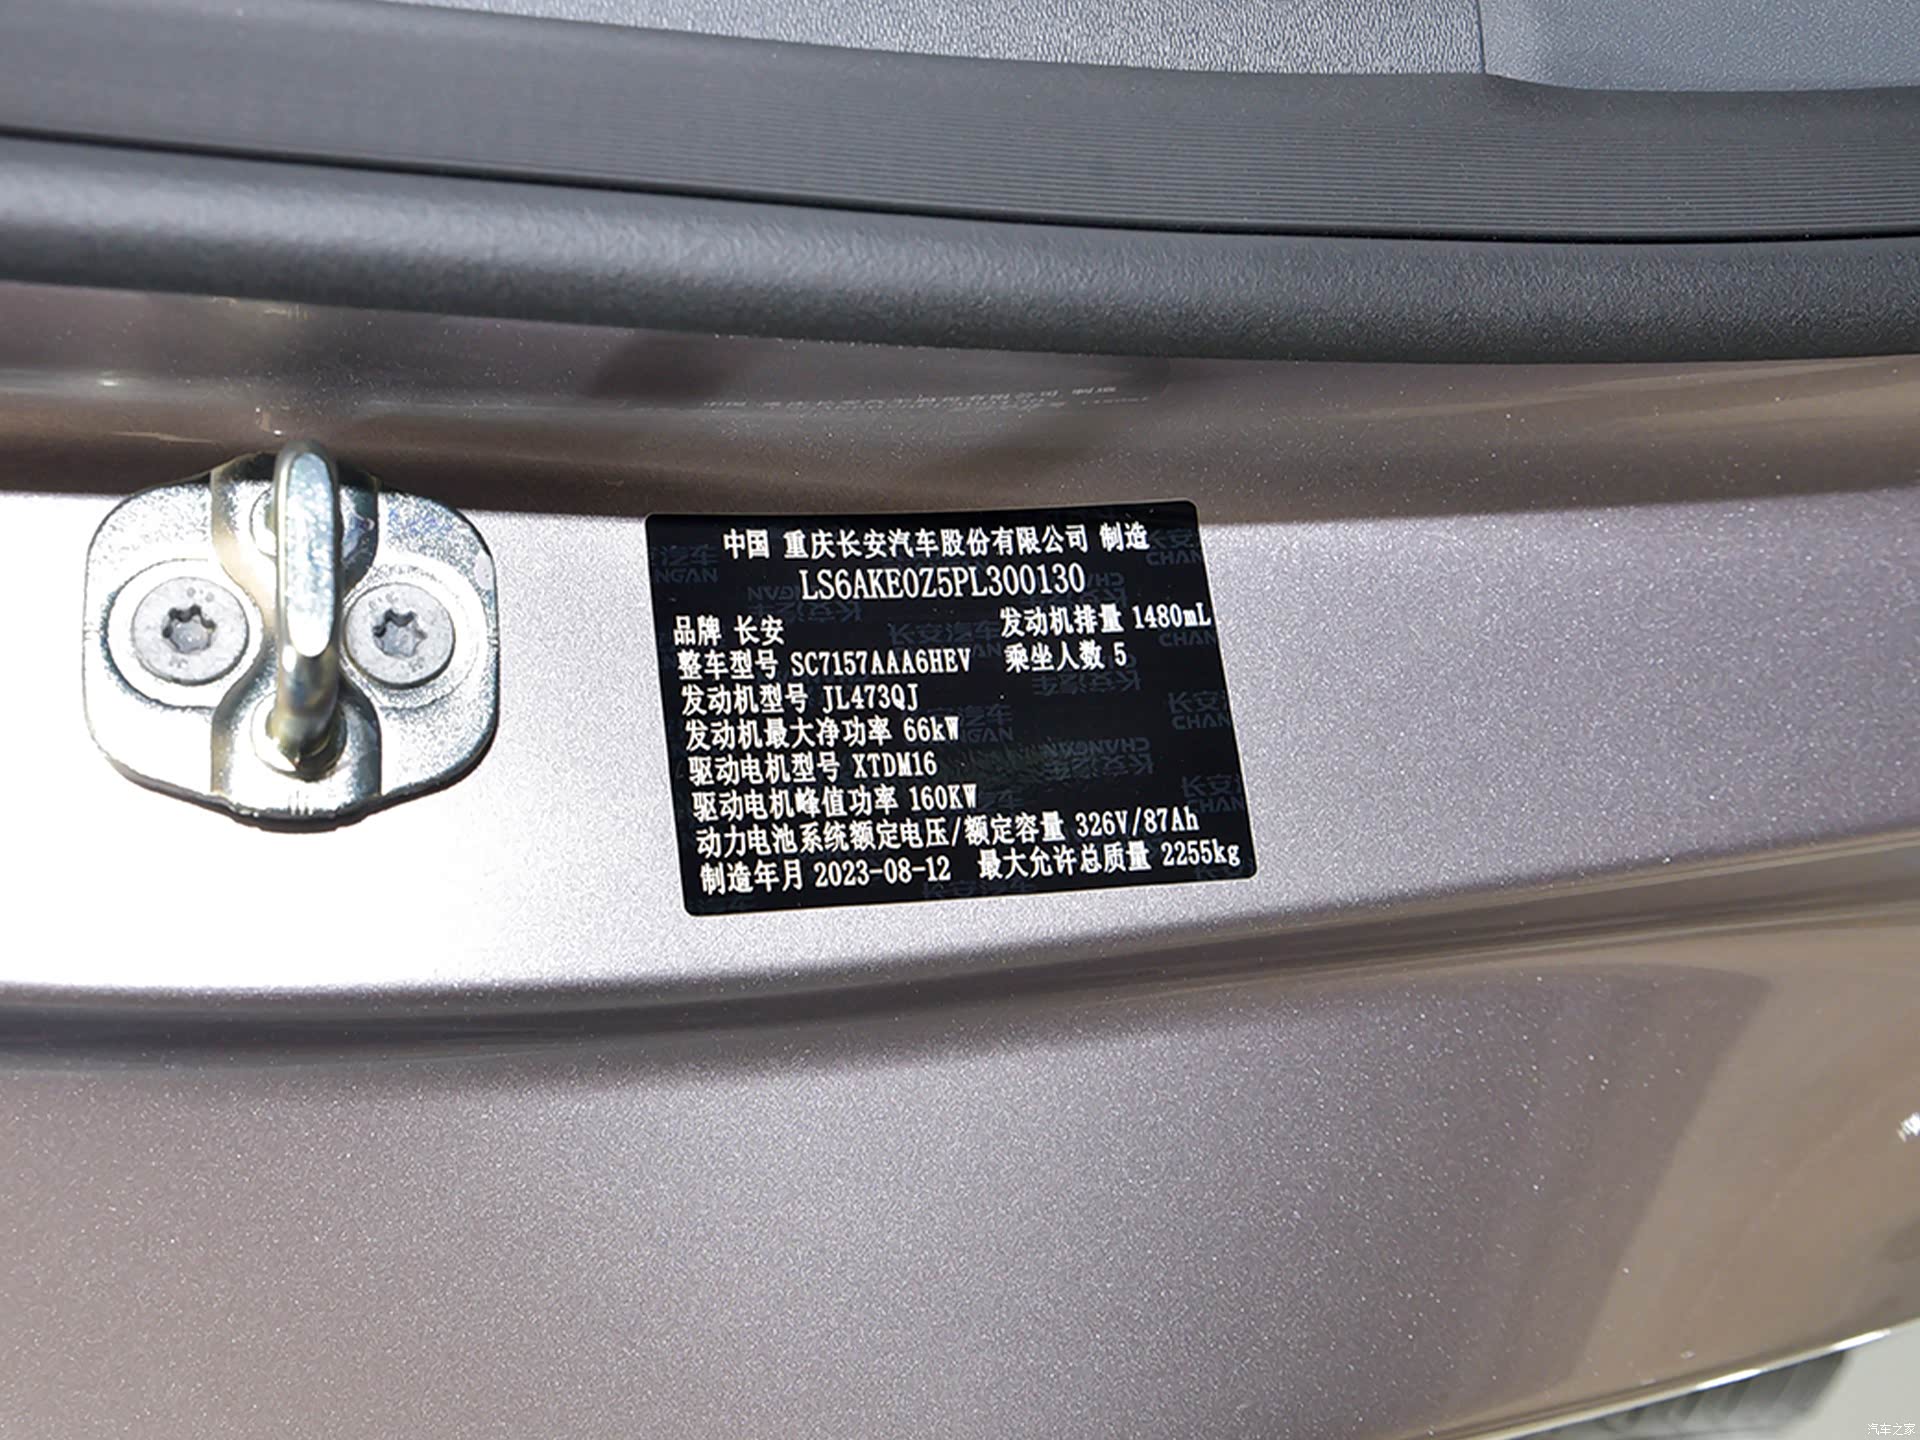 中国 重庆长安汽车股份有限公司 制造
LS6AKE0Z5PL300130
品牌 长安 发动机排量 1480mL
整车型号 SC7157AAA6HEV 乘坐人数 5
发动机型号 JL473QJ
发动机最大净功率 66kW
驱动电机型号 XTDM16
驱动电机峰值功率 160KW
动力电池系统额定电压/额定容量 326V/87Ah
制造年月 2023-08-12 最大允许总质量 2255kg
汽车之家